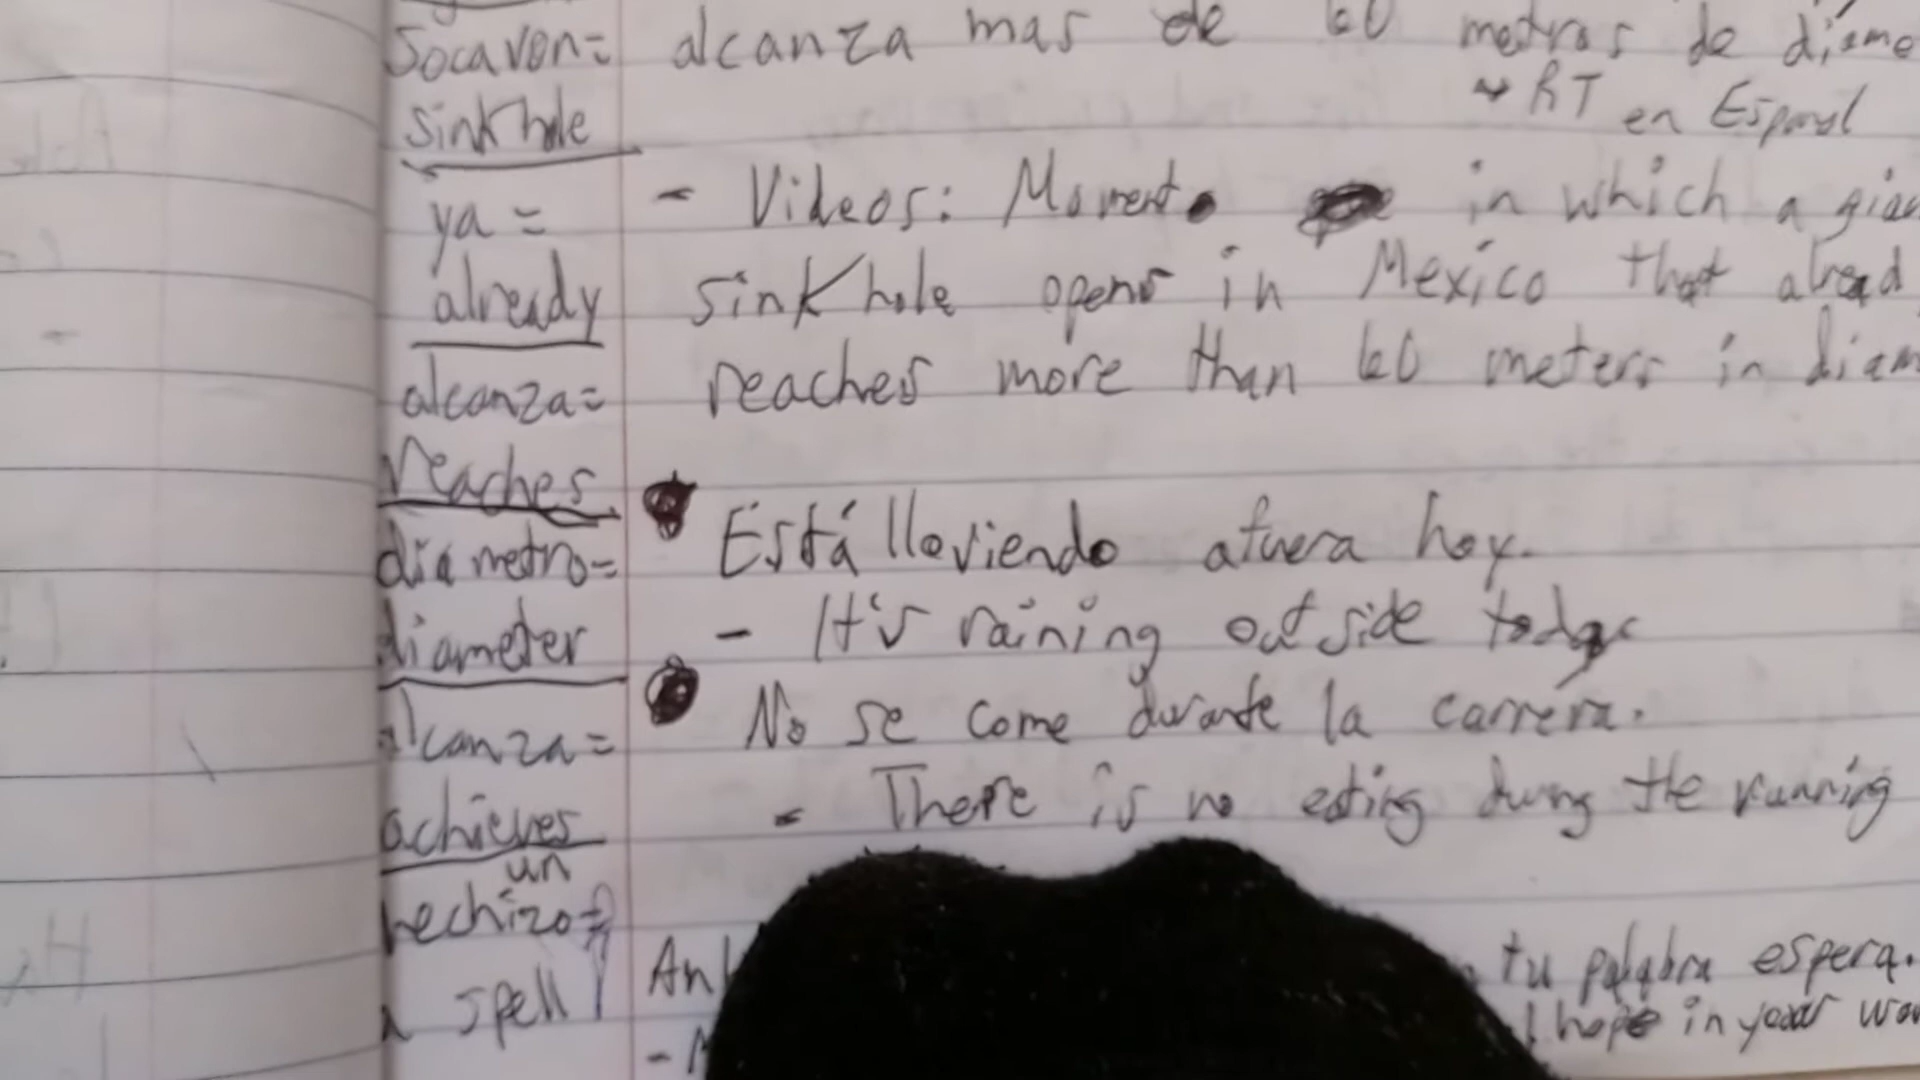 Socavon=
sinkhole
ya =
already
alcanza=
reaches
diametro=
diameter
alcanza=
achieves
un
hechizo=
a spell
alcanza mas de 60 metros de diame
~ RT en Español
- Videos: Moment in which a gian
sinkhole opens in Mexico that alread
reaches more than 60 meters in diam
Está lloviendo afuera hoy.
- It's raining outside today
No se come durante la carrera.
- There is no eating during the running
tu palabra espera.
I hope in your wo